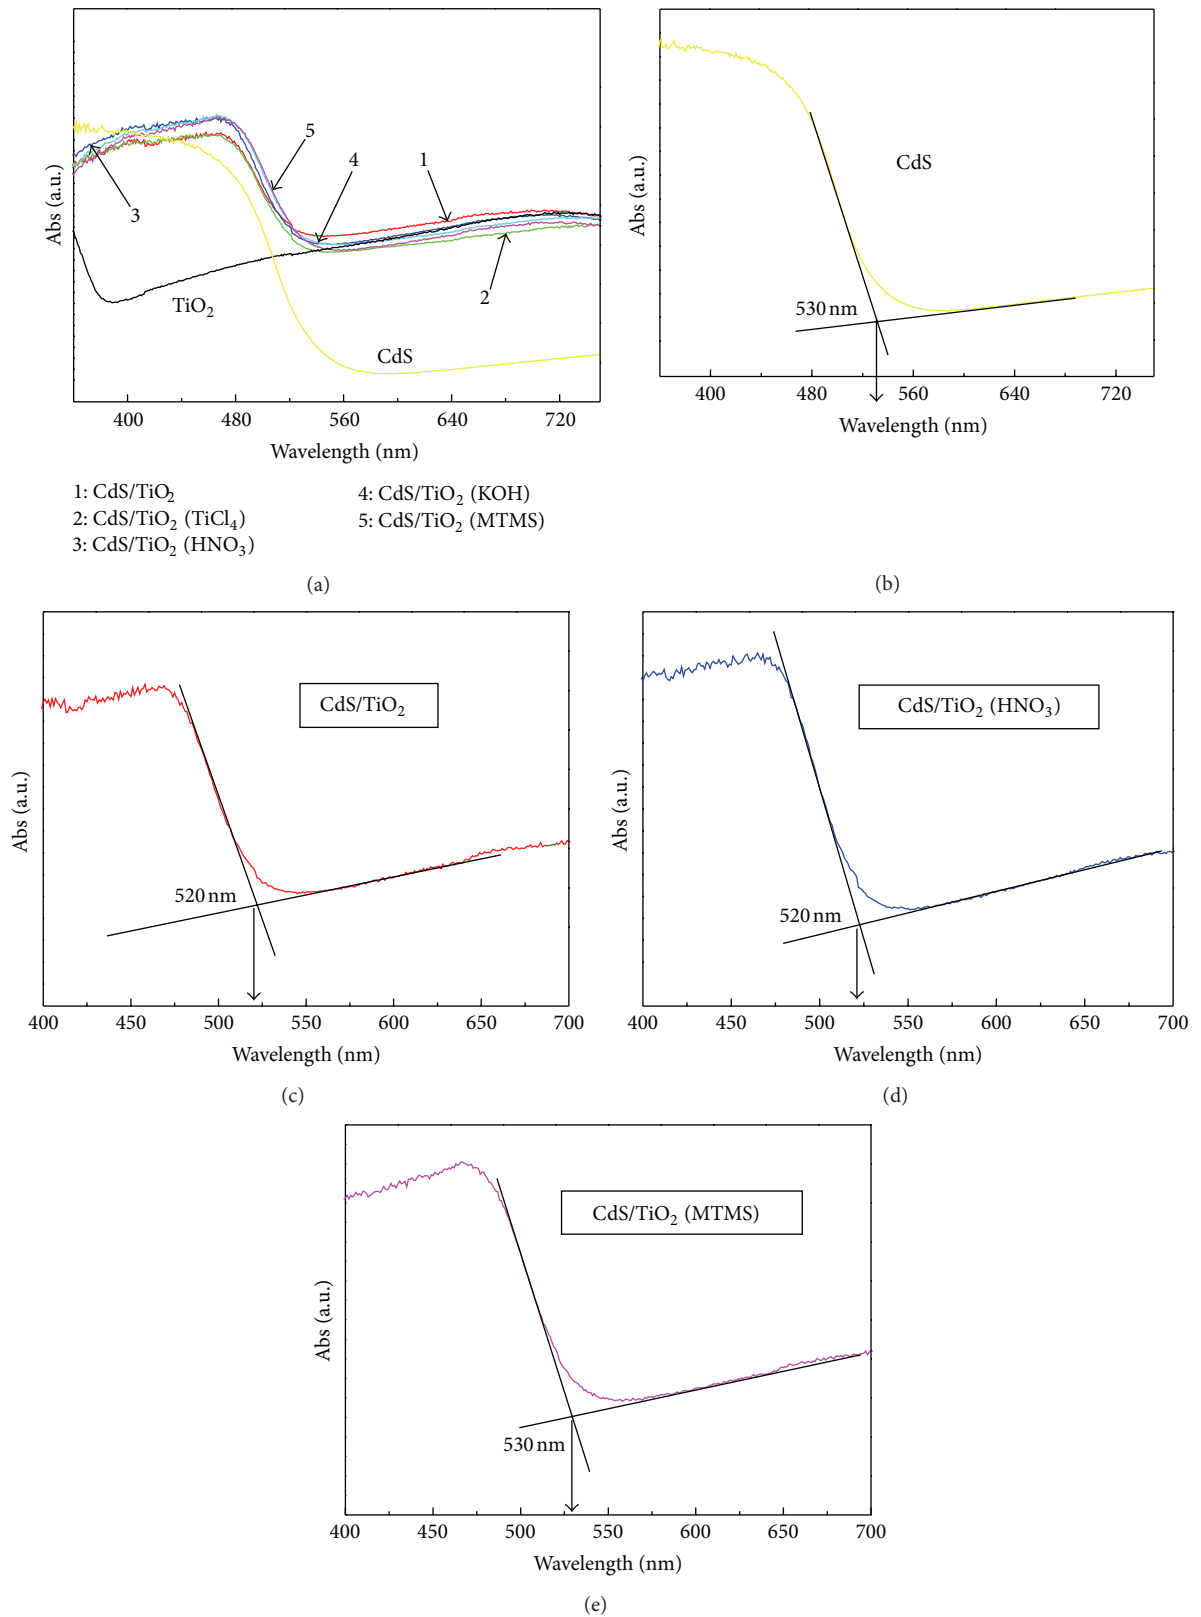 Abs (a.u.)
5
4
1
3
2
TiO2
CdS
400 480 560 640 720
Wavelength (nm)
1: CdS/TiO2
2: CdS/TiO2 (TiCl4)
3: CdS/TiO2 (HNO3)
4: CdS/TiO2 (KOH)
5: CdS/TiO2 (MTMS)
(a)
Abs (a.u.)
CdS
530 nm
400 480 560 640 720
Wavelength (nm)
(b)
Abs (a.u.)
CdS/TiO2
520 nm
400 450 500 550 600 650 700
Wavelength (nm)
(c)
Abs (a.u.)
CdS/TiO2 (HNO3)
520 nm
400 450 500 550 600 650 700
Wavelength (nm)
(d)
Abs (a.u.)
CdS/TiO2 (MTMS)
530 nm
400 450 500 550 600 650 700
Wavelength (nm)
(e)